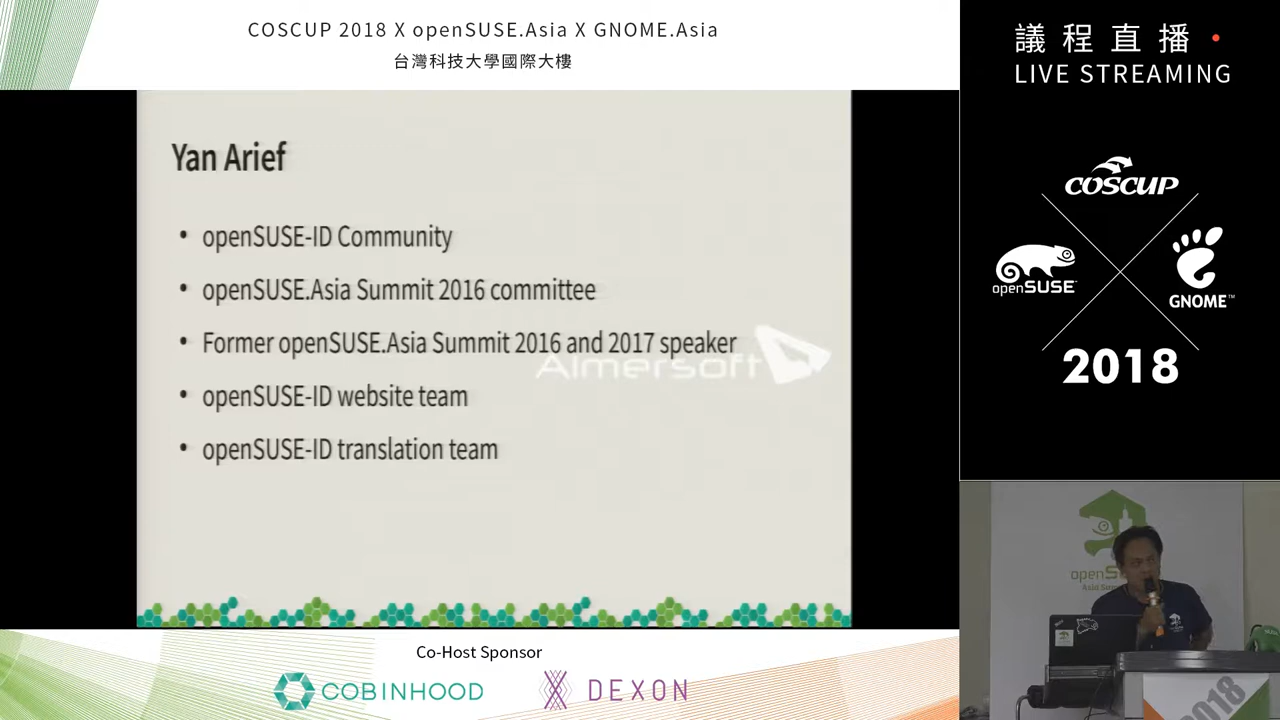 COSCUP 2018 X openSUSE.Asia X GNOME.Asia
台灣科技大學國際大樓
議程直播
LIVE STREAMING
COSCUP
openSUSE
GNOME™
2018
Yan Arief
• openSUSE-ID Community
• openSUSE.Asia Summit 2016 committee
• Former openSUSE.Asia Summit 2016 and 2017 speaker
• openSUSE-ID website team
• openSUSE-ID translation team
Aimersoft
Co-Host Sponsor
COBINHOOD
DEXON
2018